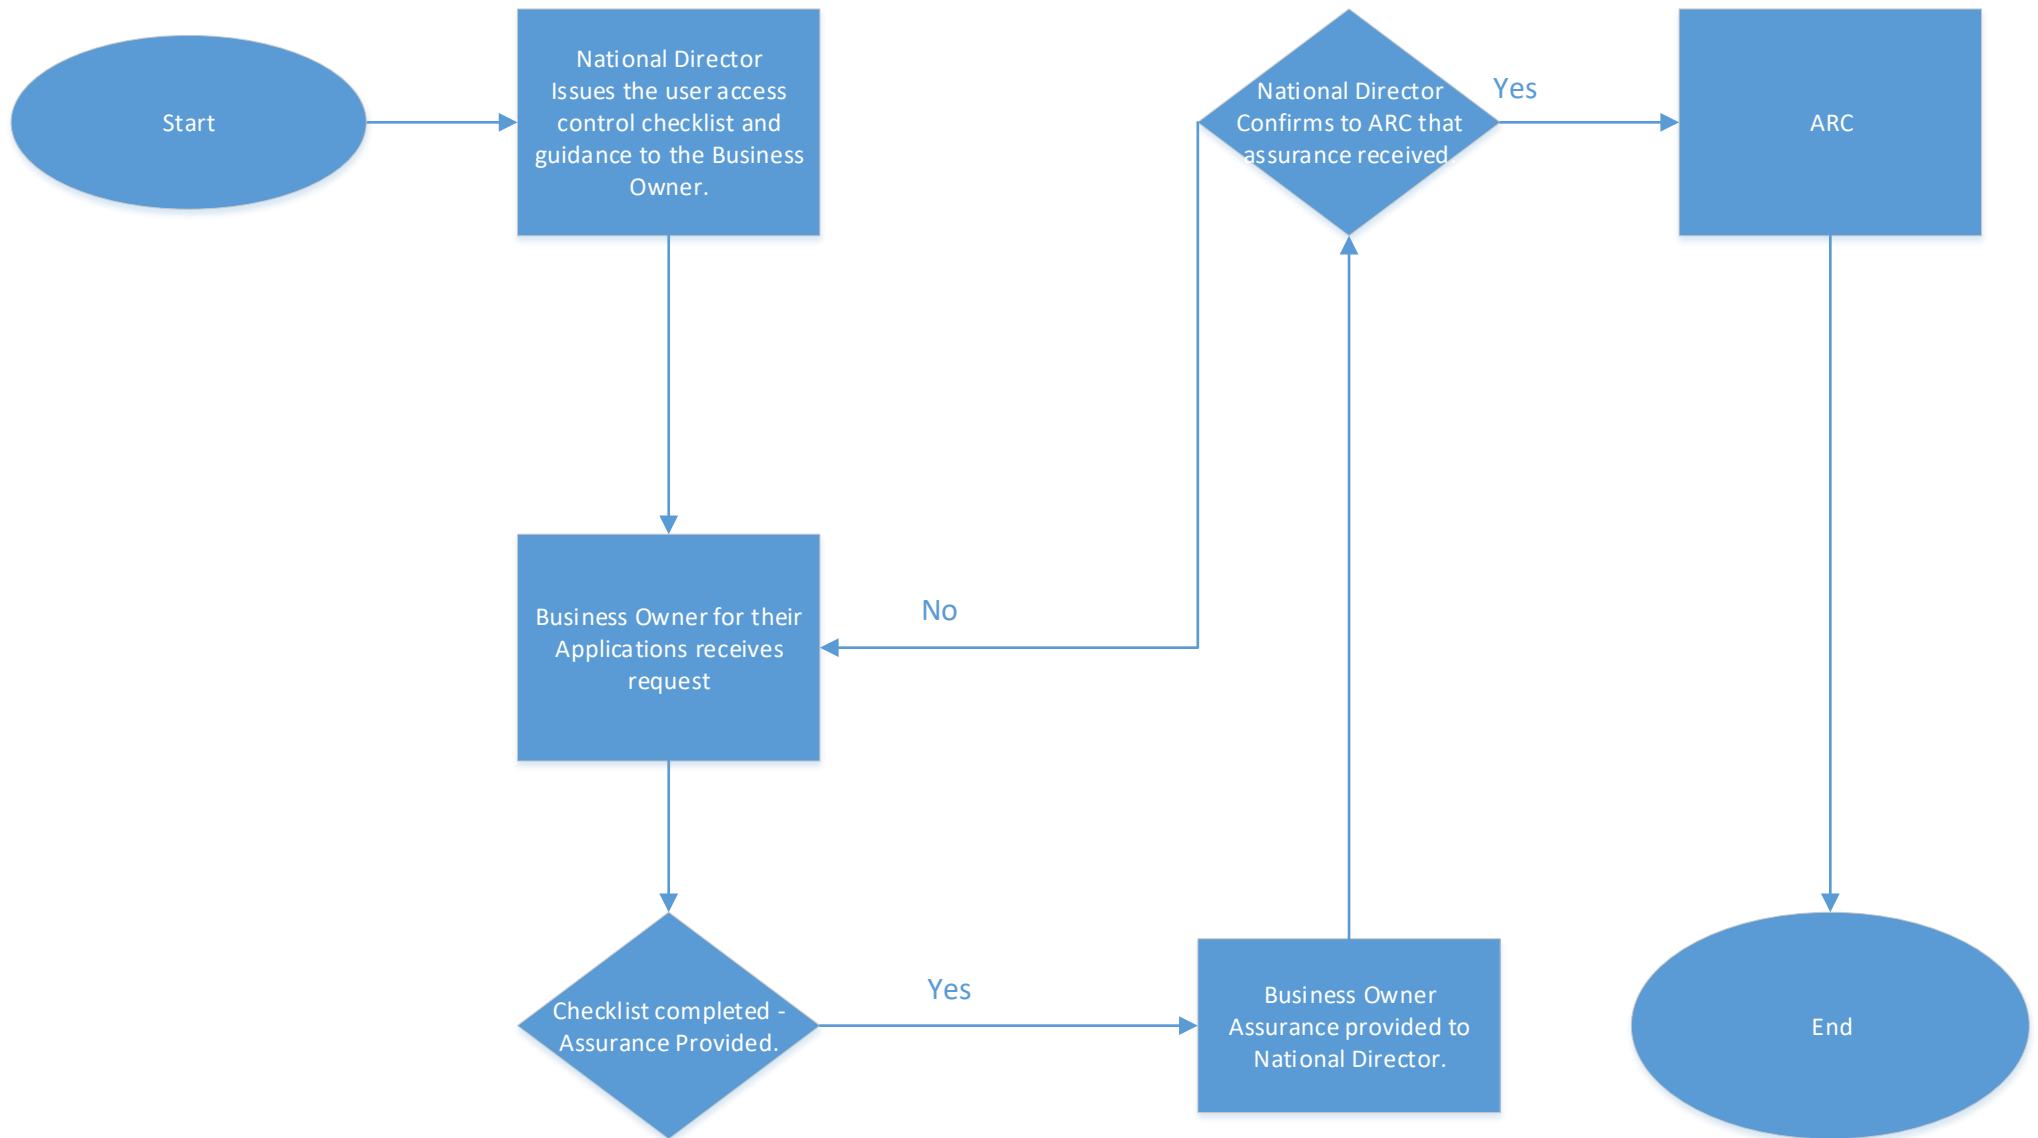 Start
National Director
Issues the user access
control checklist and
guidance to the Business
Owner.
National Director
Confirms to ARC that
assurance received.
Yes
ARC
Business Owner for their
Applications receives
request
No
Checklist completed -
Assurance Provided.
Yes
Business Owner
Assurance provided to
National Director.
End